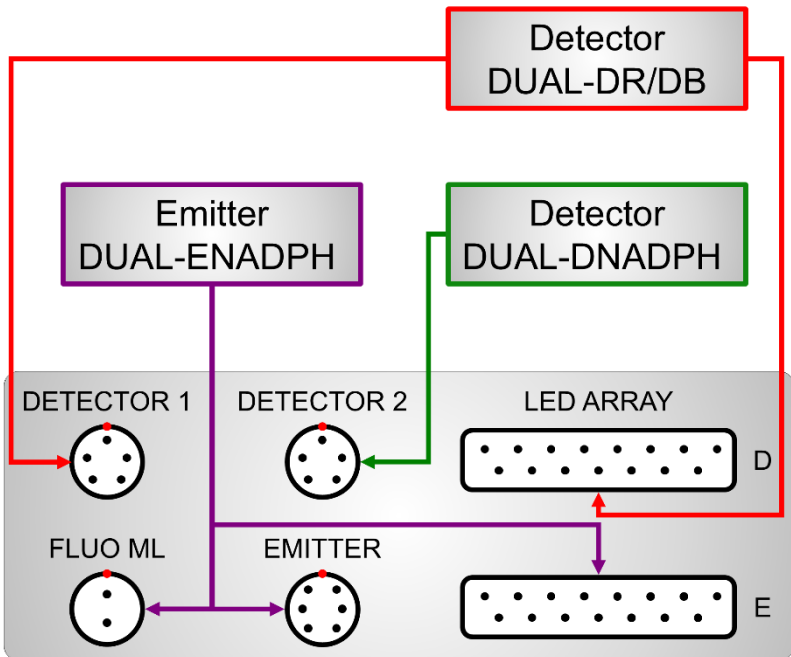 Detector
DUAL-DR/DB
Emitter
DUAL-ENADPH
Detector
DUAL-DNADPH
DETECTOR 1
DETECTOR 2
LED ARRAY
D
FLUO ML
EMITTER
E